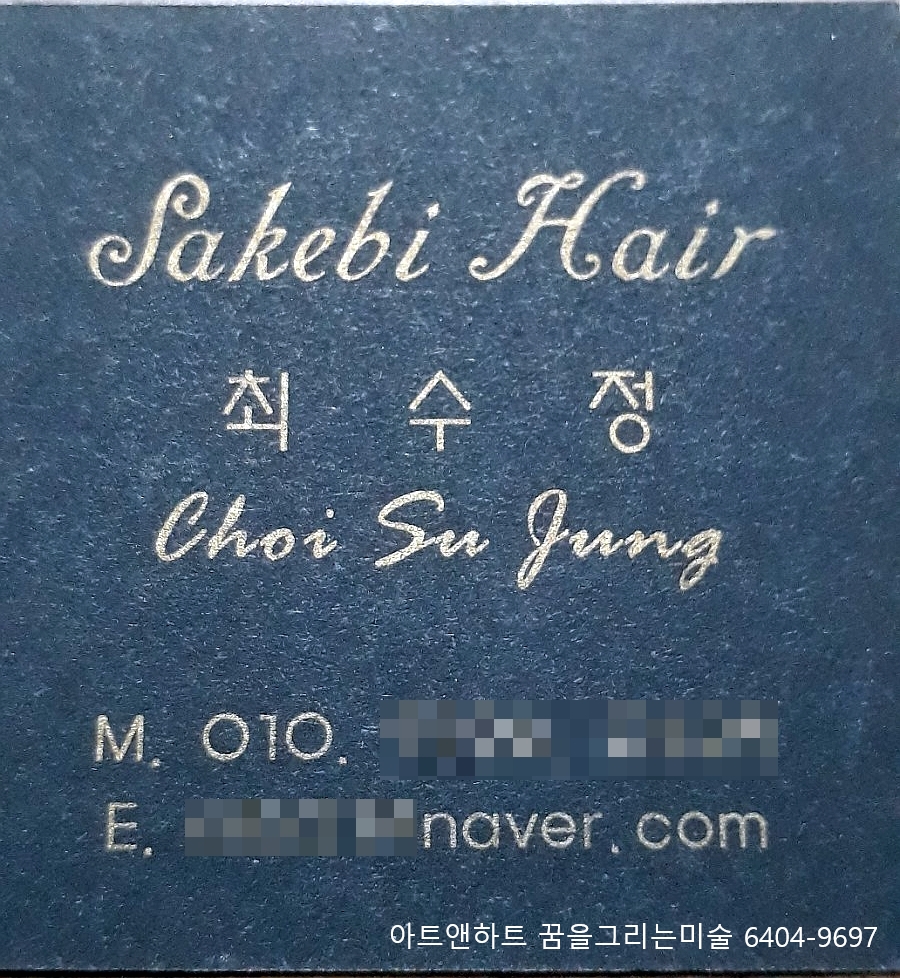 Sakebi Hair
최 수 정
Choi Su Jung
M. 010.
E. naver.com
아트앤하트 꿈을그리는미술 6404-9697